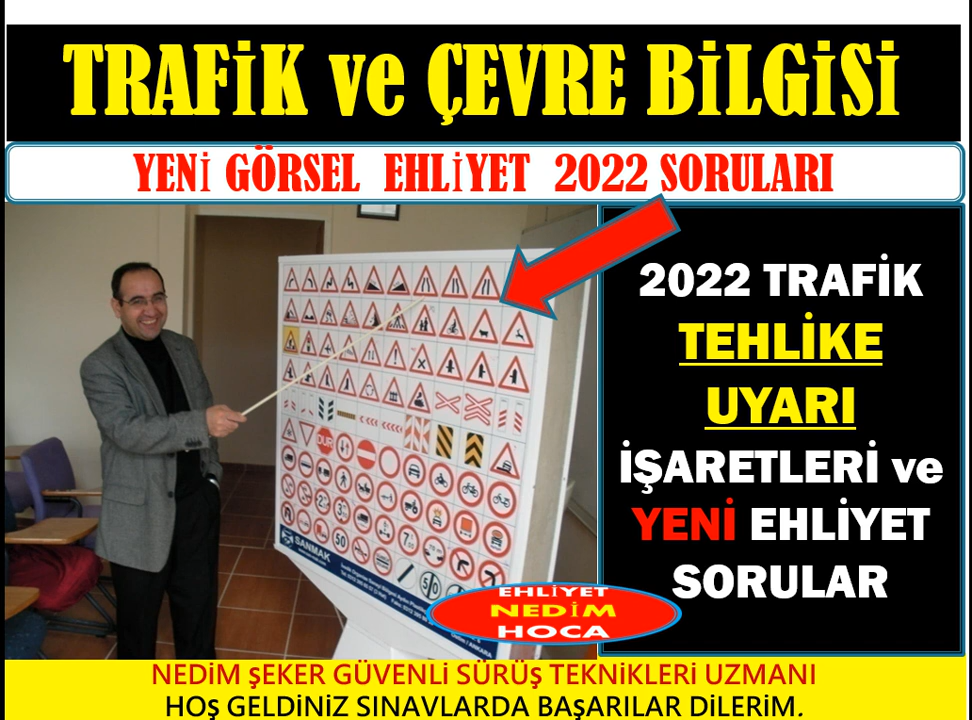 TRAFİK ve ÇEVRE BİLGİSİ
YENİ GÖRSEL EHLİYET 2022 SORULARI
2022 TRAFİK
TEHLİKE
UYARI
İŞARETLERİ ve
YENİ EHLİYET
SORULAR
DUR
50
SANMAK
EHLİYET
NEDİM
HOCA
NEDİM ŞEKER GÜVENLİ SÜRÜŞ TEKNİKLERİ UZMANI
HOŞ GELDİNİZ SINAVLARDA BAŞARILAR DİLERİM.